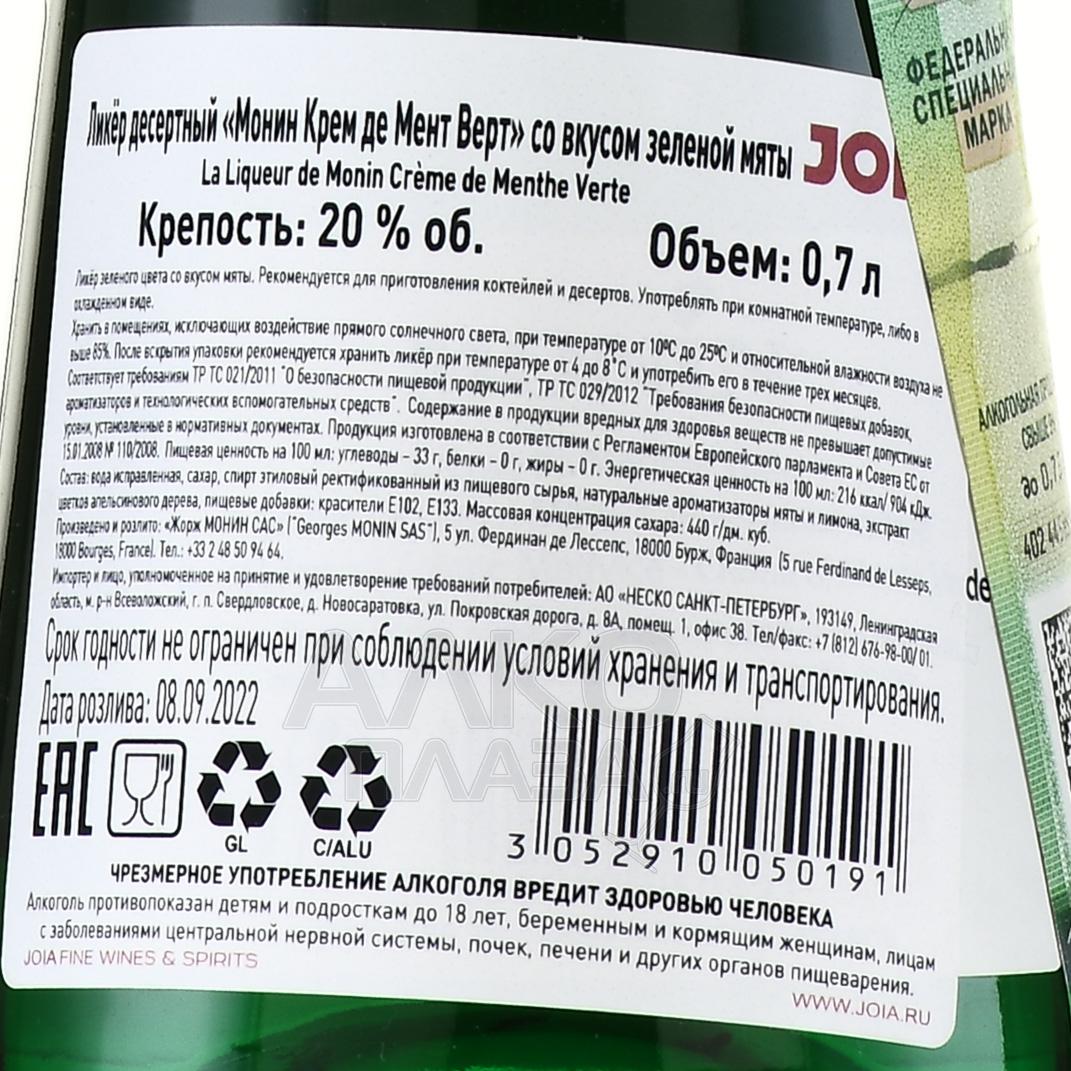 Ликёр десертный «Монин Крем де Мент Верт» со вкусом зеленой мяты
JOI
La Liqueur de Monin Crème de Menthe Verte
Крепость: 20 % об.
Объем: 0,7 л
Ликёр зеленого цвета со вкусом мяты. Рекомендуется для приготовления коктейлей и десертов. Употреблять при комнатной температуре, либо в
охлажденном виде.
Хранить в помещениях, исключающих воздействие прямого солнечного света, при температуре от 10ºС до 25ºС и относительной влажности воздуха не
выше 85%. После вскрытия упаковки рекомендуется хранить ликёр при температуре от 4 до 8˚С и употребить его в течение трех месяцев.
Соответствует требованиям ТР ТС 021/2011 "О безопасности пищевой продукции", ТР ТС 029/2012 "Требования безопасности пищевых добавок,
ароматизаторов и технологических вспомогательных средств". Содержание в продукции вредных для здоровья веществ не превышает допустимые
уровни, установленные в нормативных документах. Продукция изготовлена в соответствии с Регламентом Европейского парламента и Совета ЕС от
15.01.2008 № 110/2008. Пищевая ценность на 100 мл: углеводы – 33 г, белки – 0 г, жиры – 0 г. Энергетическая ценность на 100 мл: 216 ккал/ 904 кДж.
Состав: вода исправленная, сахар, спирт этиловый ректификованный из пищевого сырья, натуральные ароматизаторы мяты и лимона, экстракт
цветков апельсинового дерева, пищевые добавки: красители Е102, Е133. Массовая концентрация сахара: 440 г/дм. куб.
Произведено и розлито: «Жорж МОНИН САС» ("Georges MONIN SAS"), 5 ул. Фердинан де Лессепс, 18000 Бурж, Франция (5 rue Ferdinand de Lesseps,
18000 Bourges, France). Тел.: +33 2 48 50 94 64.
Импортер и лицо, уполномоченное на принятие и удовлетворение требований потребителей: АО «НЕСКО САНКТ-ПЕТЕРБУРГ», 193149, Ленинградская
область, м. р-н Всеволожский, г. п. Свердловское, д. Новосаратовка, ул. Покровская дорога, д. 8А, помещ. 1, офис 38. Тел/факс: +7 (812) 676-98-00/ 01.
Срок годности не ограничен при соблюдении условий хранения и транспортирования.
Дата розлива: 08.09.2022
АЛКО
ПЛАЗА
EAC
GL
C/ALU
3 052910 050191
ЧРЕЗМЕРНОЕ УПОТРЕБЛЕНИЕ АЛКОГОЛЯ ВРЕДИТ ЗДОРОВЬЮ ЧЕЛОВЕКА
Алкоголь противопоказан детям и подросткам до 18 лет, беременным и кормящим женщинам, лицам
с заболеваниями центральной нервной системы, почек, печени и других органов пищеварения.
JOIA FINE WINES & SPIRITS
WWW.JOIA.RU
ФЕДЕРАЛЬН
СПЕЦИАЛЬН
МАРКА
АЛКОГОЛЬНАЯ
СВЫШЕ
до 0,7
402 44
de